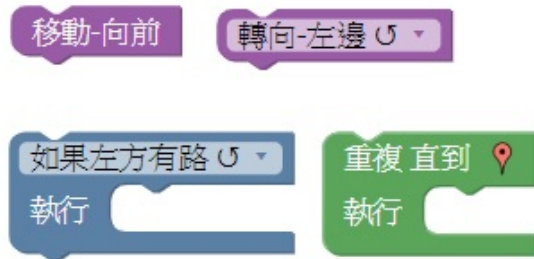 移動-向前
轉向-左邊↺
如果左方有路↺
執行
重複 直到
執行